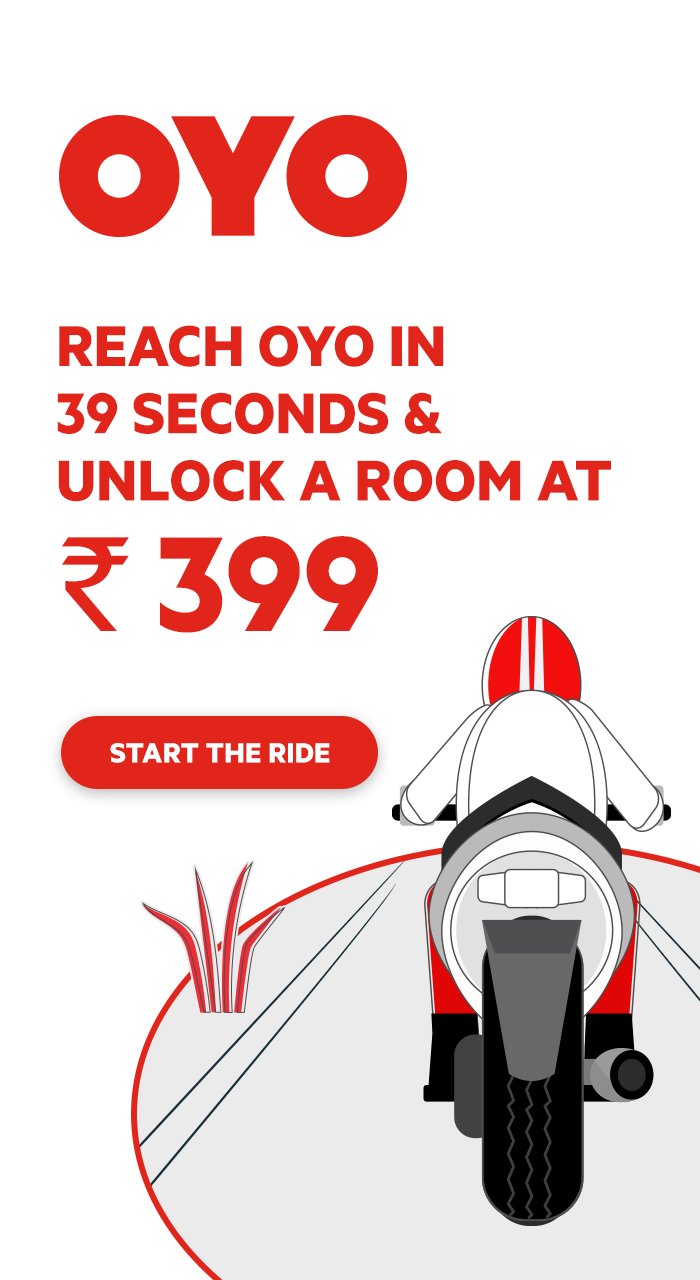 OYO
REACH OYO IN
39 SECONDS &
UNLOCK A ROOM AT
₹ 399
START THE RIDE